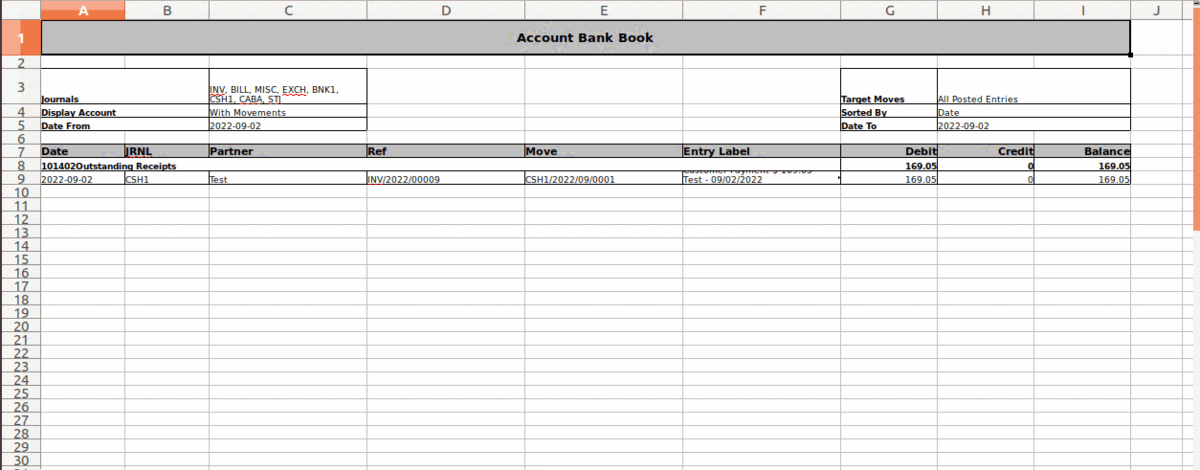 A B C D E F G H I J
1 Account Bank Book
2
3 Journals INV, BILL, MISC, EXCH, BNK1, CSH1, CABA, STJ Target Moves All Posted Entries
4 Display Account With Movements Sorted By Date
5 Date From 2022-09-02 Date To 2022-09-02
6
7 Date JRNL Partner Ref Move Entry Label Debit Credit Balance
8 101402Outstanding Receipts 169.05 0 169.05
9 2022-09-02 CSH1 Test INV/2022/00009 CSH1/2022/09/0001 Customer Payment $ 169.05 - Test - 09/02/2022 169.05 0 169.05
10
11
12
13
14
15
16
17
18
19
20
21
22
23
24
25
26
27
28
29
30